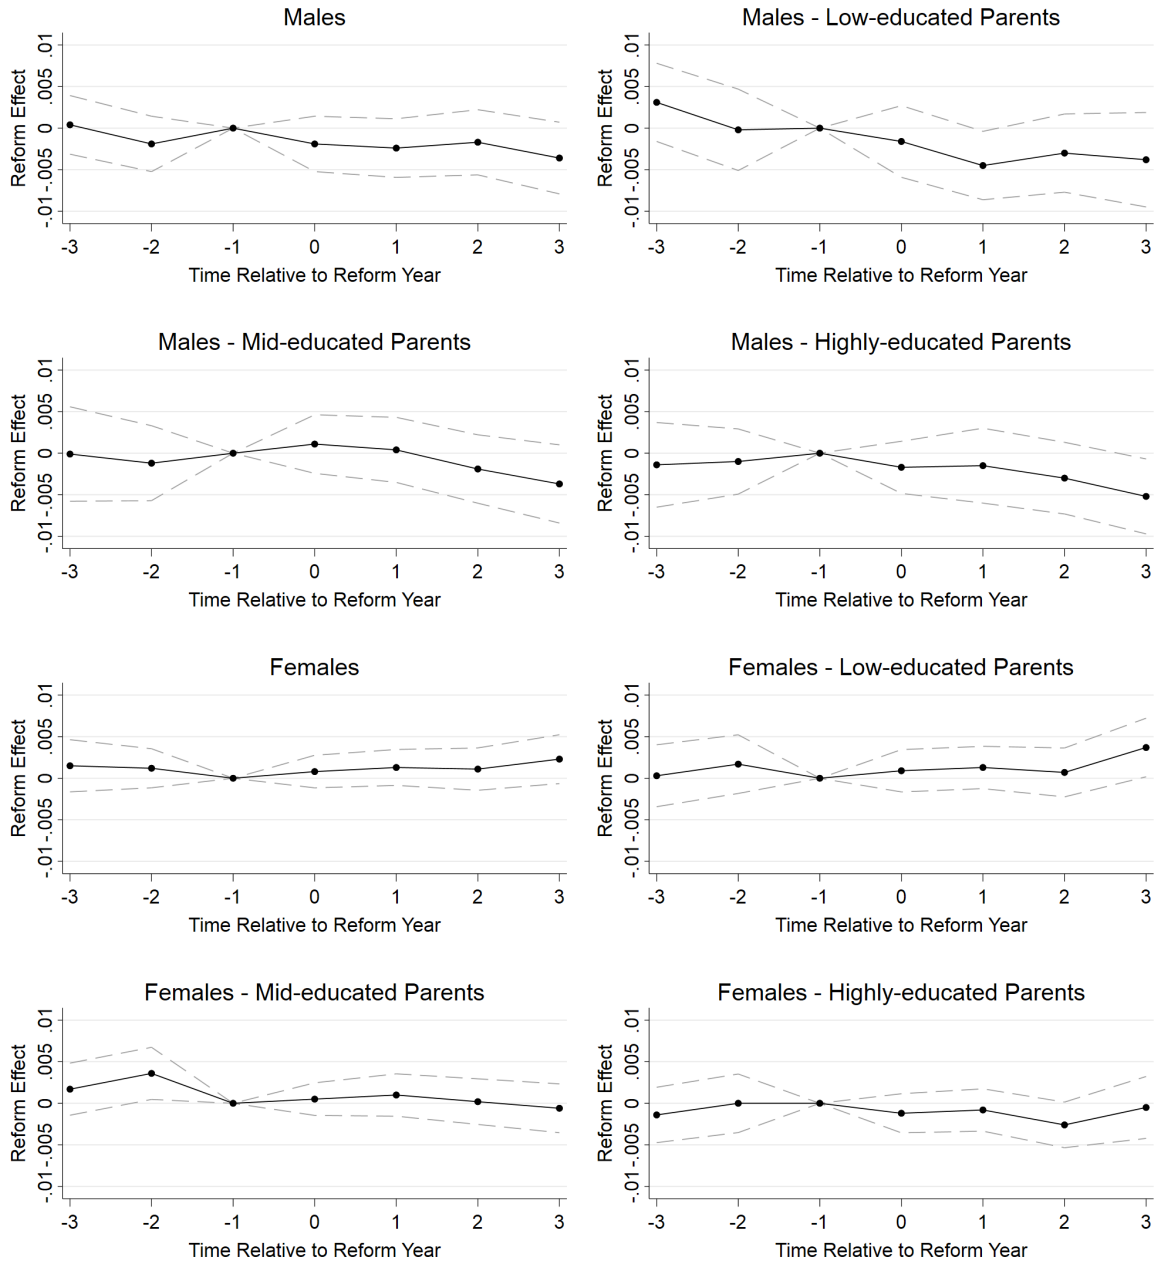 Males
Reform Effect
.01
.005
0
-.005
-.01
-3 -2 -1 0 1 2 3
Time Relative to Reform Year
Males - Low-educated Parents
Reform Effect
.01
.005
0
-.005
-.01
-3 -2 -1 0 1 2 3
Time Relative to Reform Year
Males - Mid-educated Parents
Reform Effect
.01
.005
0
-.005
-.01
-3 -2 -1 0 1 2 3
Time Relative to Reform Year
Males - Highly-educated Parents
Reform Effect
.01
.005
0
-.005
-.01
-3 -2 -1 0 1 2 3
Time Relative to Reform Year
Females
Reform Effect
.01
.005
0
-.005
-.01
-3 -2 -1 0 1 2 3
Time Relative to Reform Year
Females - Low-educated Parents
Reform Effect
.01
.005
0
-.005
-.01
-3 -2 -1 0 1 2 3
Time Relative to Reform Year
Females - Mid-educated Parents
Reform Effect
.01
.005
0
-.005
-.01
-3 -2 -1 0 1 2 3
Time Relative to Reform Year
Females - Highly-educated Parents
Reform Effect
.01
.005
0
-.005
-.01
-3 -2 -1 0 1 2 3
Time Relative to Reform Year